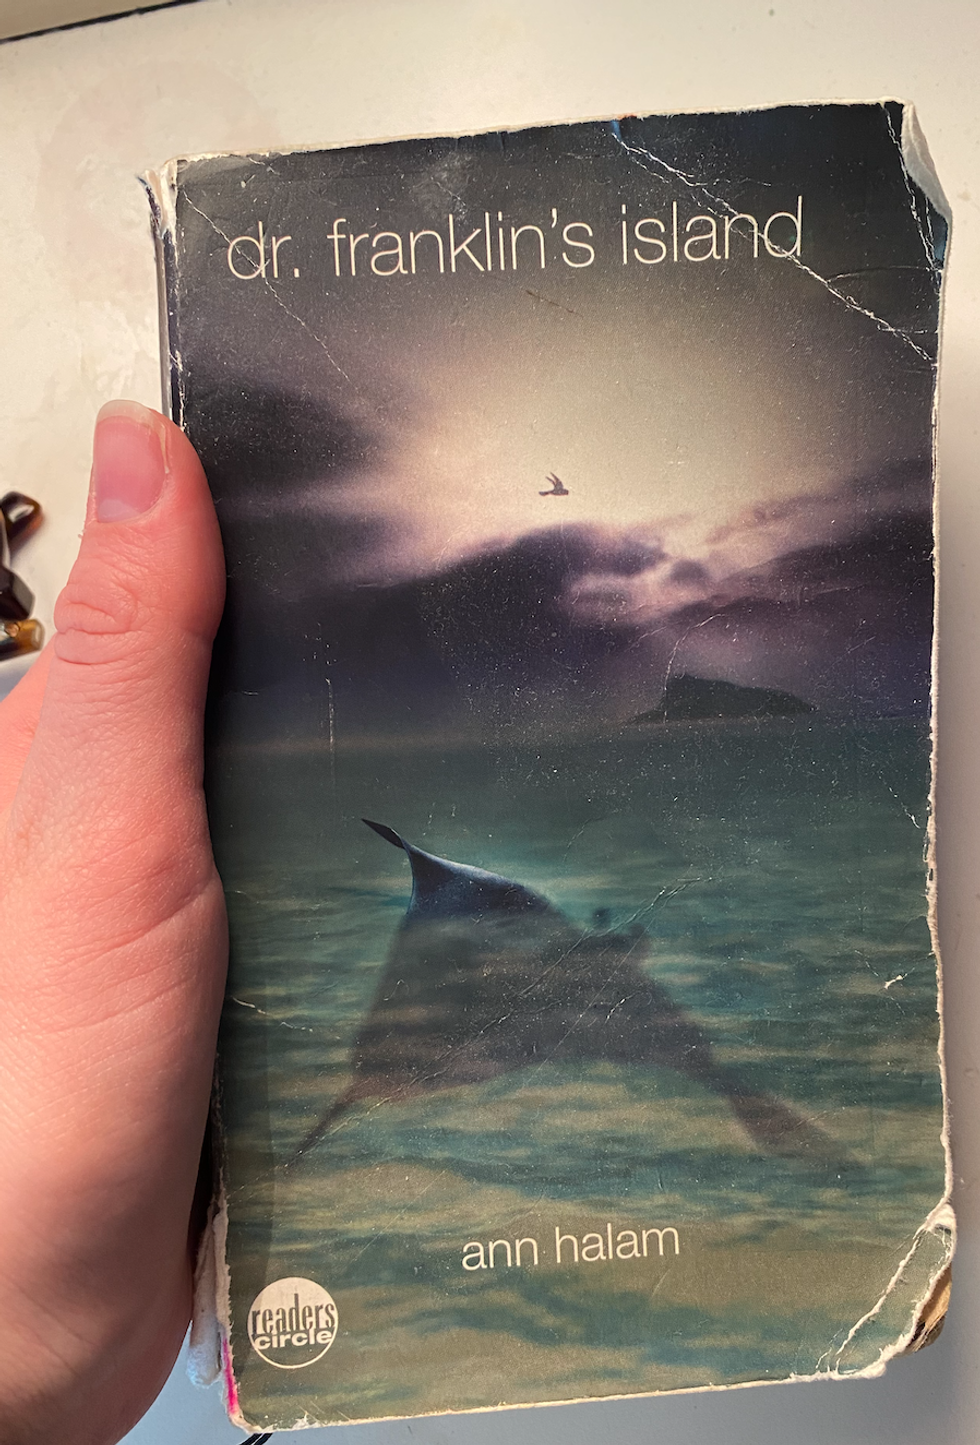 dr. franklin's island
ann halam
readers
circle